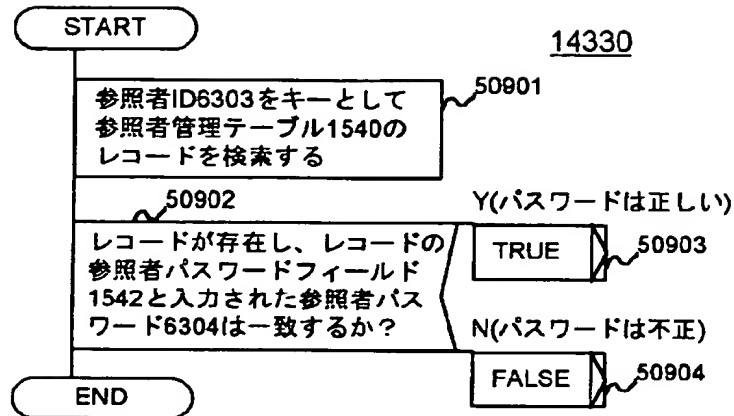 START
14330
参照者ID6303をキーとして
参照者管理テーブル1540の
レコードを検索する
50901
50902
レコードが存在し、レコードの
参照者パスワードフィールド
1542と入力された参照者パス
ワード6304は一致するか?
Y(パスワードは正しい)
TRUE
50903
N(パスワードは不正)
FALSE
50904
END